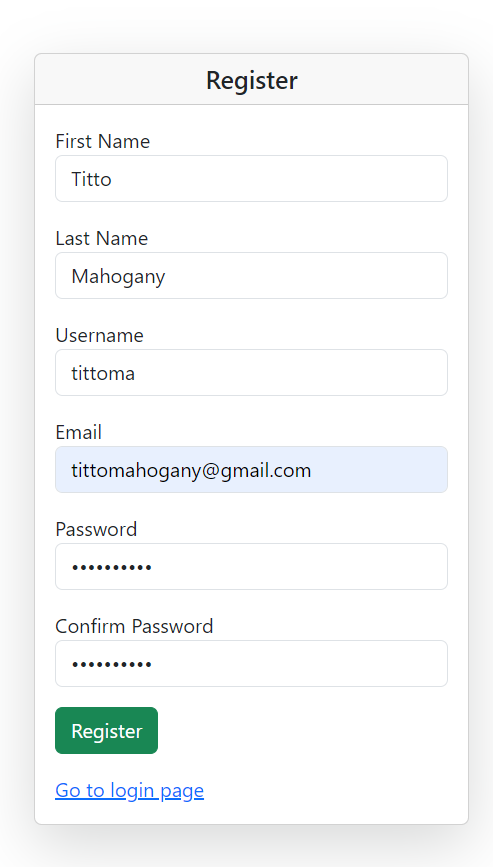 Register
First Name
Titto
Last Name
Mahogany
Username
tittoma
Email
tittomahogany@gmail.com
Password
••••••••••
Confirm Password
••••••••••
Register
Go to login page